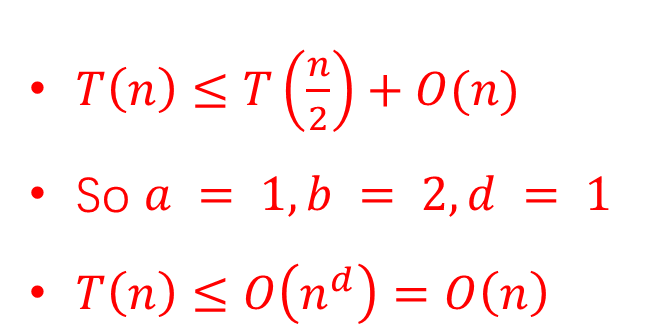 • T(n) ≤ T(n/2) + O(n)
• So a = 1, b = 2, d = 1
• T(n) ≤ O(n^d) = O(n)